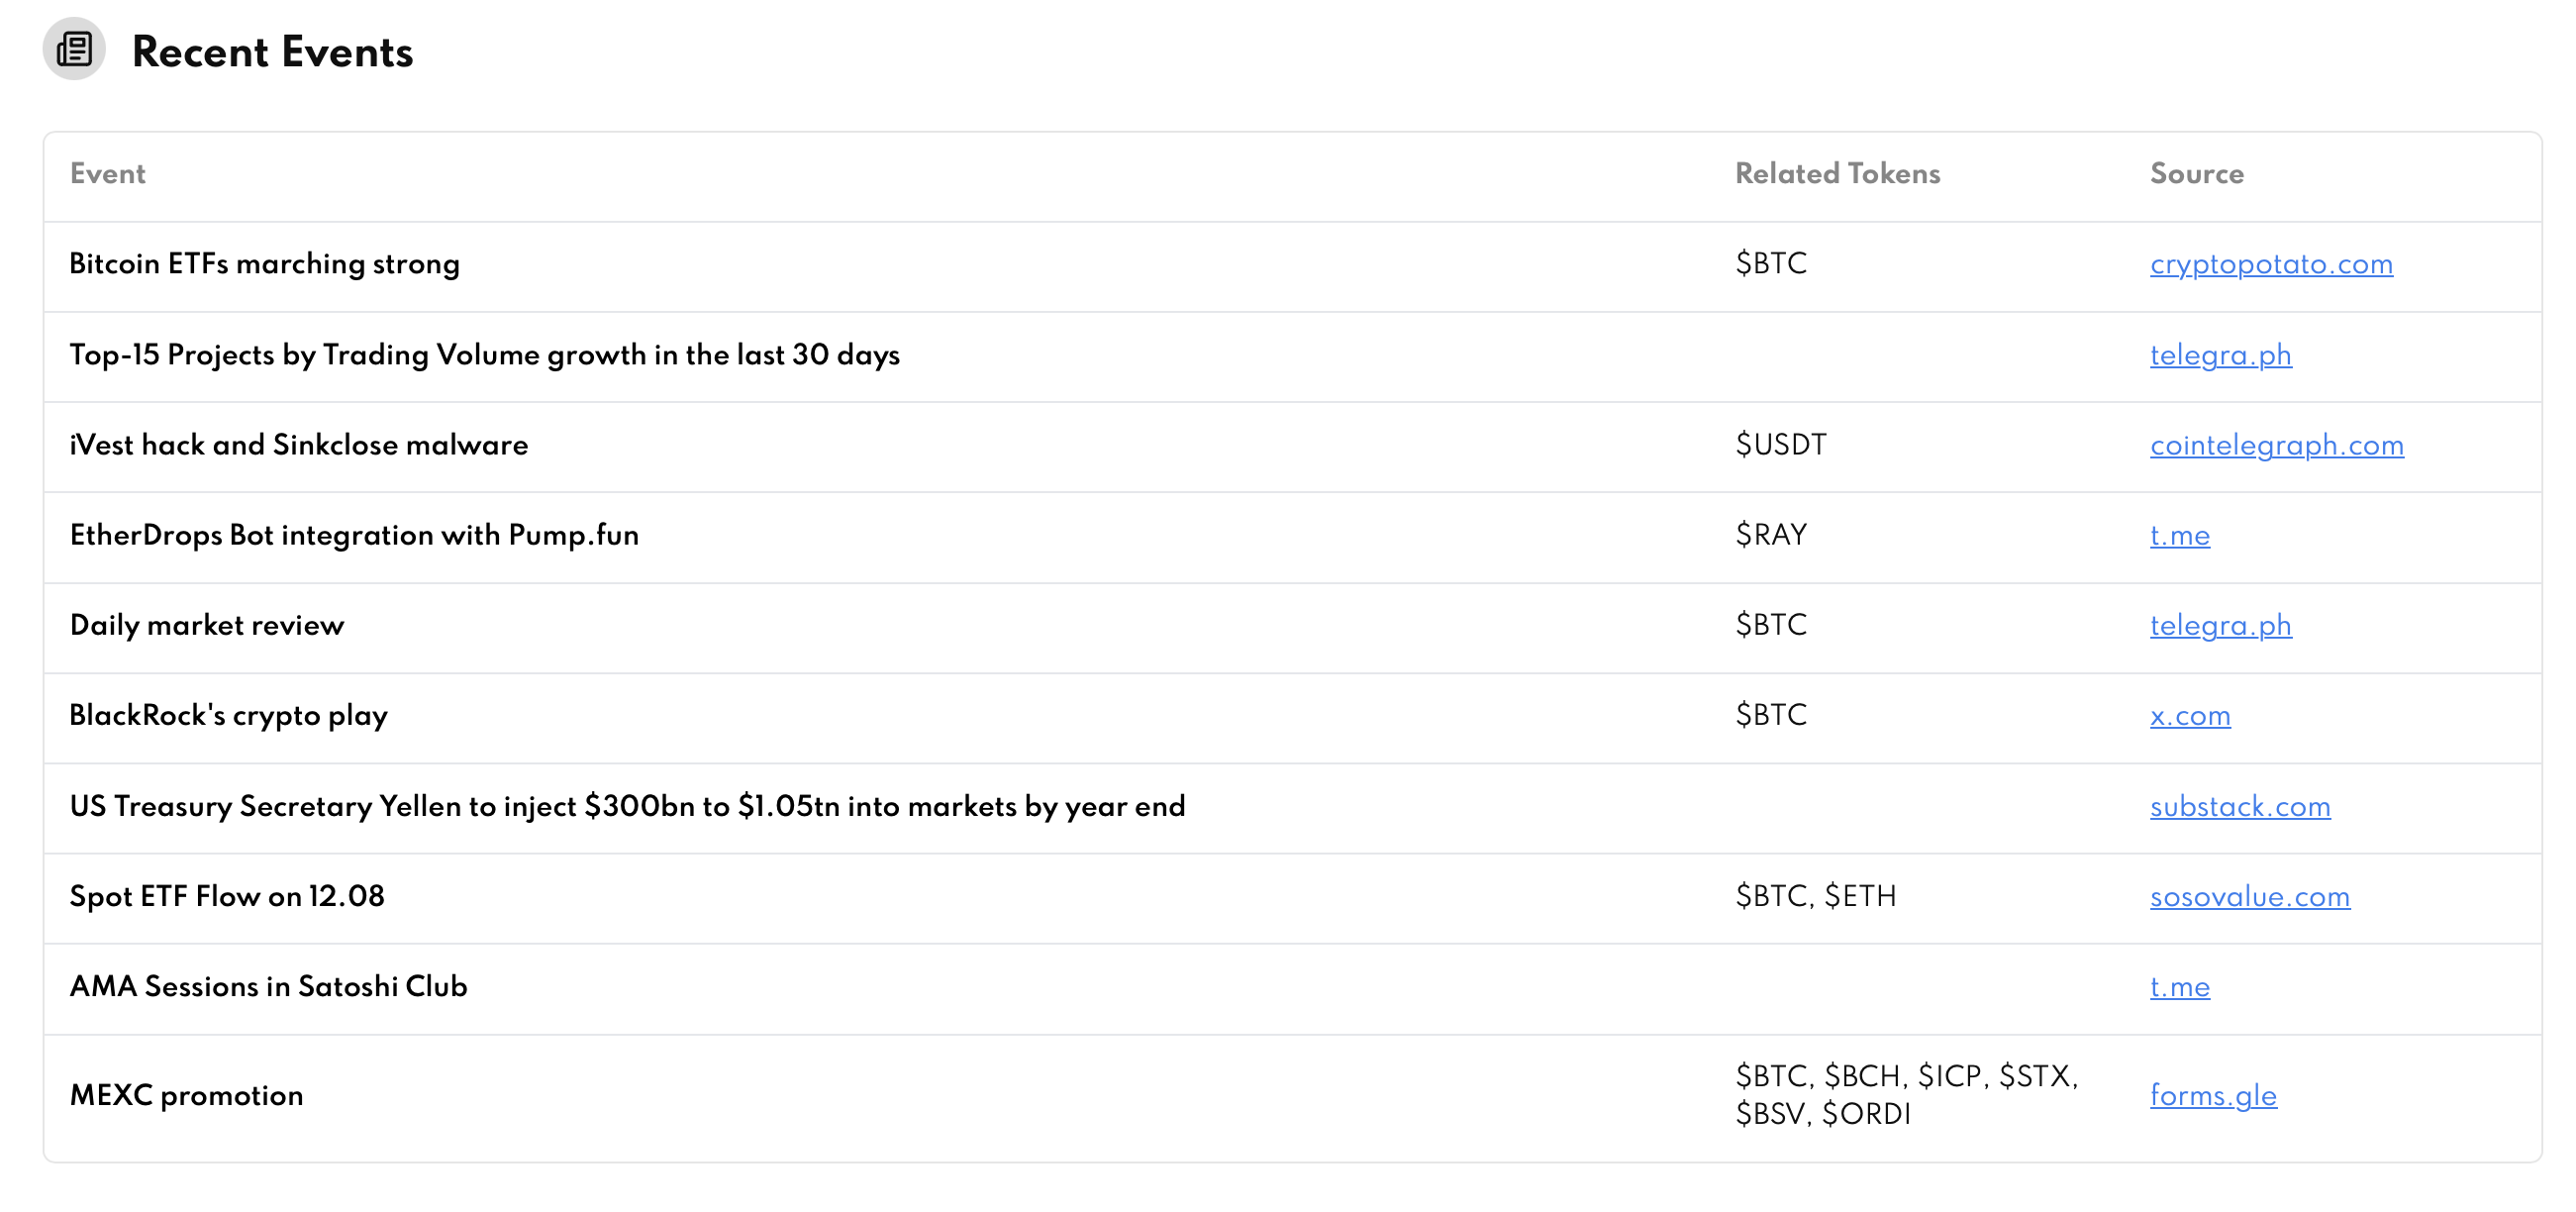 Recent Events
Event Related Tokens Source
Bitcoin ETFs marching strong $BTC cryptopotato.com
Top-15 Projects by Trading Volume growth in the last 30 days telegra.ph
iVest hack and Sinkclose malware $USDT cointelegraph.com
EtherDrops Bot integration with Pump.fun $RAY t.me
Daily market review $BTC telegra.ph
BlackRock's crypto play $BTC x.com
US Treasury Secretary Yellen to inject $300bn to $1.05tn into markets by year end substack.com
Spot ETF Flow on 12.08 $BTC, $ETH sosovalue.com
AMA Sessions in Satoshi Club t.me
MEXC promotion $BTC, $BCH, $ICP, $STX, forms.gle
$BSV, $ORDI